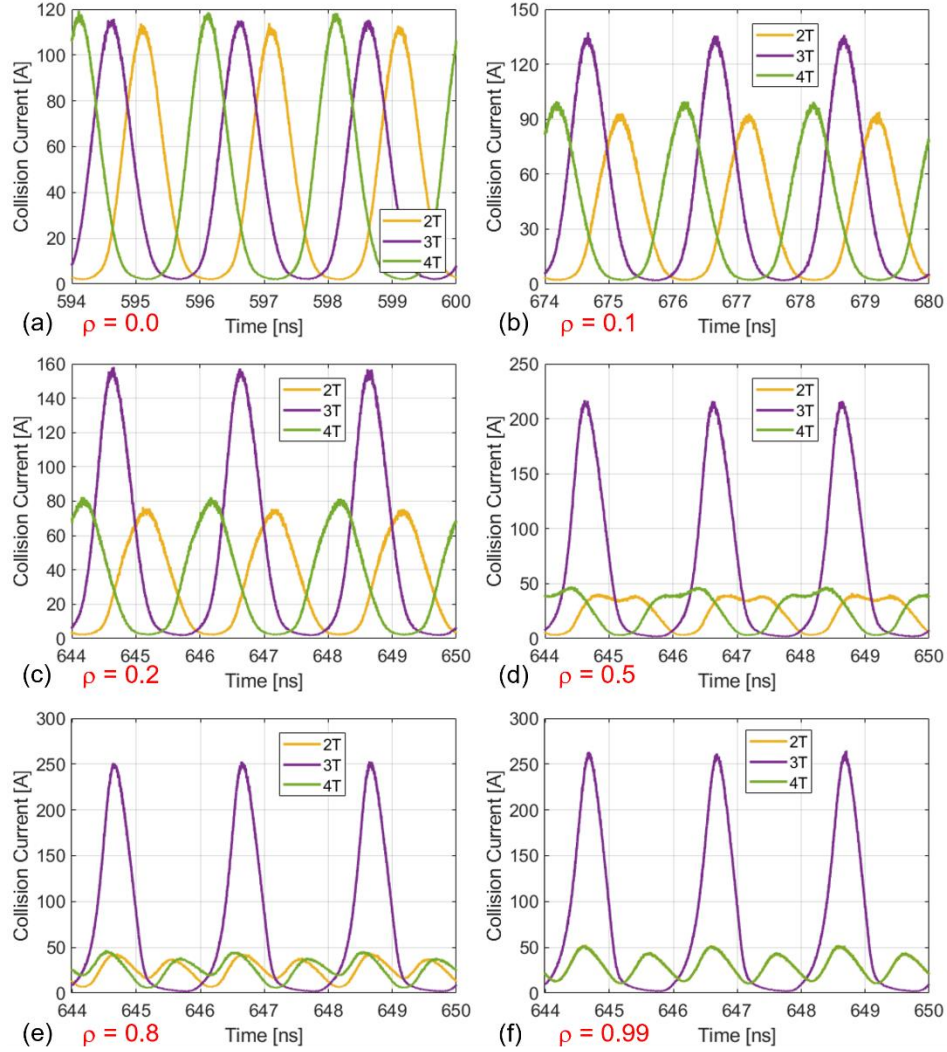 Collision Current [A]
120
100
80
60
40
20
0
594 595 596 597 598 599 600
Time [ns]
2T
3T
4T
(a) ρ = 0.0
Collision Current [A]
150
120
90
60
30
0
674 675 676 677 678 679 680
Time [ns]
2T
3T
4T
(b) ρ = 0.1
Collision Current [A]
160
140
120
100
80
60
40
20
0
644 645 646 647 648 649 650
Time [ns]
2T
3T
4T
(c) ρ = 0.2
Collision Current [A]
250
200
150
100
50
0
644 645 646 647 648 649 650
Time [ns]
2T
3T
4T
(d) ρ = 0.5
Collision Current [A]
300
250
200
150
100
50
0
644 645 646 647 648 649 650
Time [ns]
2T
3T
4T
(e) ρ = 0.8
Collision Current [A]
300
250
200
150
100
50
0
644 645 646 647 648 649 650
Time [ns]
2T
3T
4T
(f) ρ = 0.99